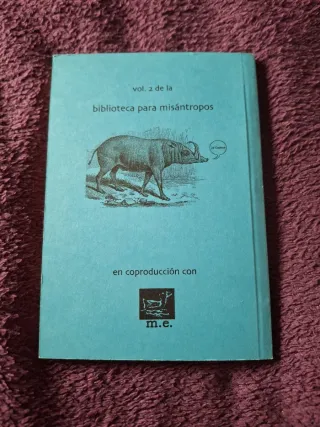 vol. 2 de la
biblioteca para misántropos
en coproducción con
m.e.